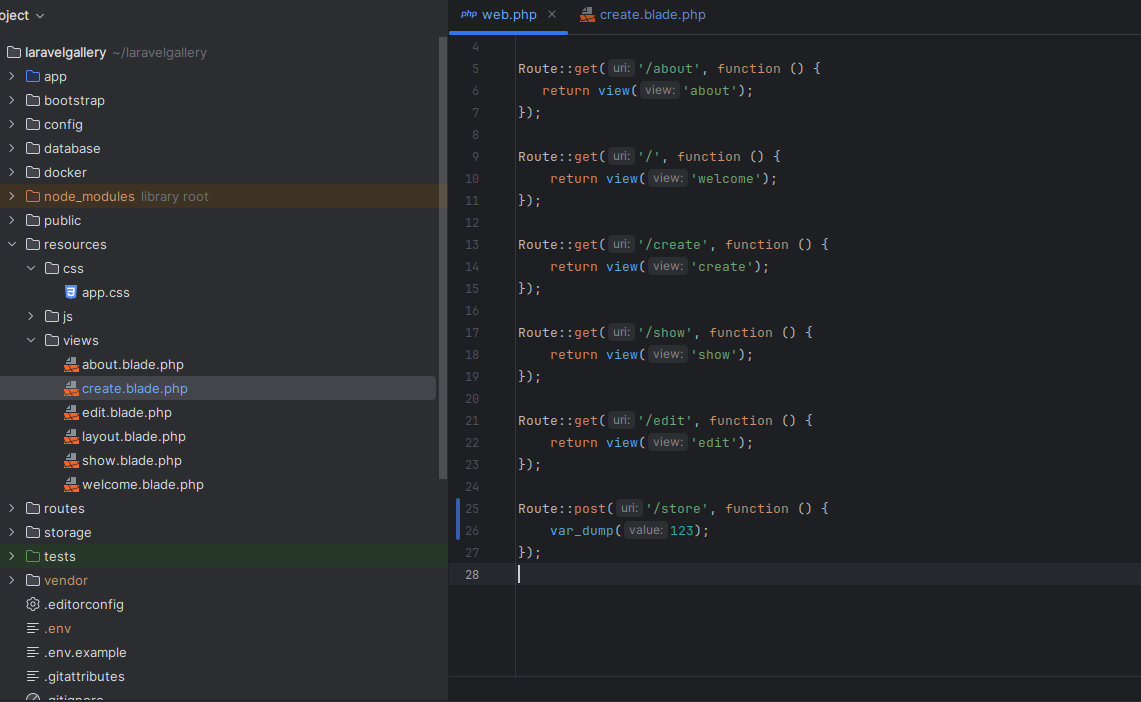 oject
laravelgallery ~/laravelgallery
app
bootstrap
config
database
docker
node_modules library root
public
resources
css
app.css
js
views
about.blade.php
create.blade.php
edit.blade.php
layout.blade.php
show.blade.php
welcome.blade.php
routes
storage
tests
vendor
.editorconfig
.env
.env.example
.gitattributes
.gitignore
php web.php × create.blade.php
4
5 Route::get( uri: '/about', function () {
6 return view( view: 'about');
7 });
8
9 Route::get( uri: '/', function () {
10 return view( view: 'welcome');
11 });
12
13 Route::get( uri: '/create', function () {
14 return view( view: 'create');
15 });
16
17 Route::get( uri: '/show', function () {
18 return view( view: 'show');
19 });
20
21 Route::get( uri: '/edit', function () {
22 return view( view: 'edit');
23 });
24
25 Route::post( uri: '/store', function () {
26 var_dump( value: 123);
27 });
28